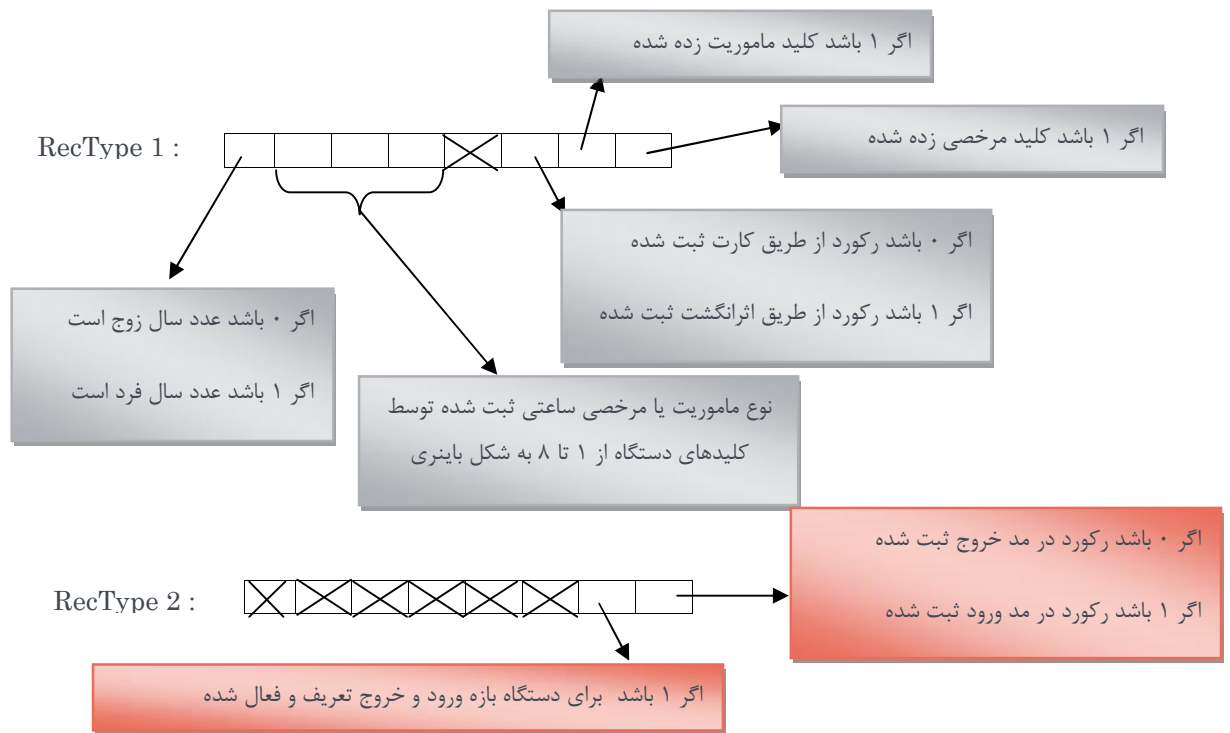 اگر ۱ باشد کلید ماموریت زده شده
RecType 1 :
اگر ۱ باشد کلید مرخصی زده شده
اگر ۰ باشد رکورد از طریق کارت ثبت شده
اگر ۱ باشد رکورد از طریق اثرانگشت ثبت شده
اگر ۰ باشد عدد سال زوج است
اگر ۱ باشد عدد سال فرد است
نوع ماموریت یا مرخصی ساعتی ثبت شده توسط
کلیدهای دستگاه از ۱ تا ۸ به شکل باینری
اگر ۰ باشد رکورد در مد خروج ثبت شده
اگر ۱ باشد رکورد در مد ورود ثبت شده
RecType 2 :
اگر ۱ باشد برای دستگاه بازه ورود و خروج تعریف و فعال شده